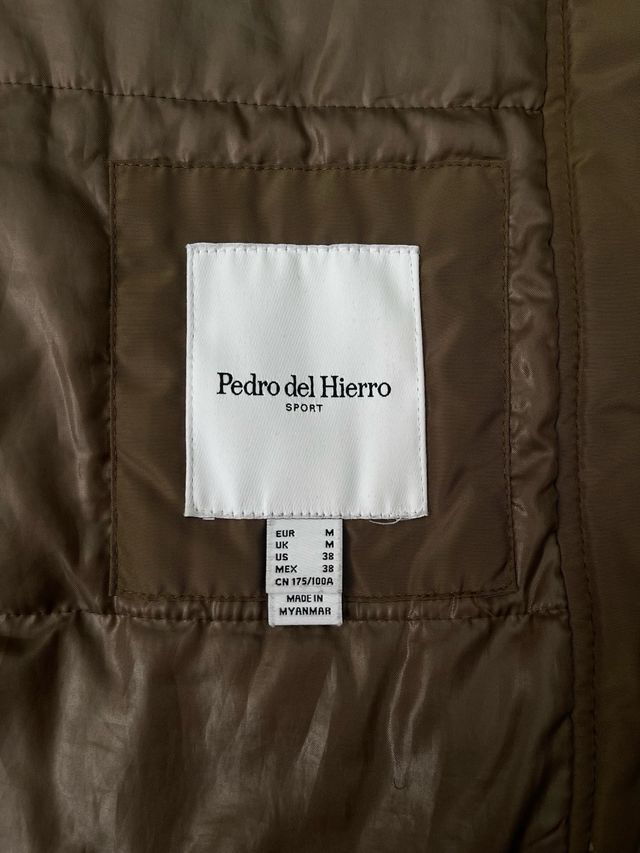 Pedro del Hierro
SPORT
EUR M
UK M
US 38
MEX 38
CN 175/100A
MADE IN
MYANMAR